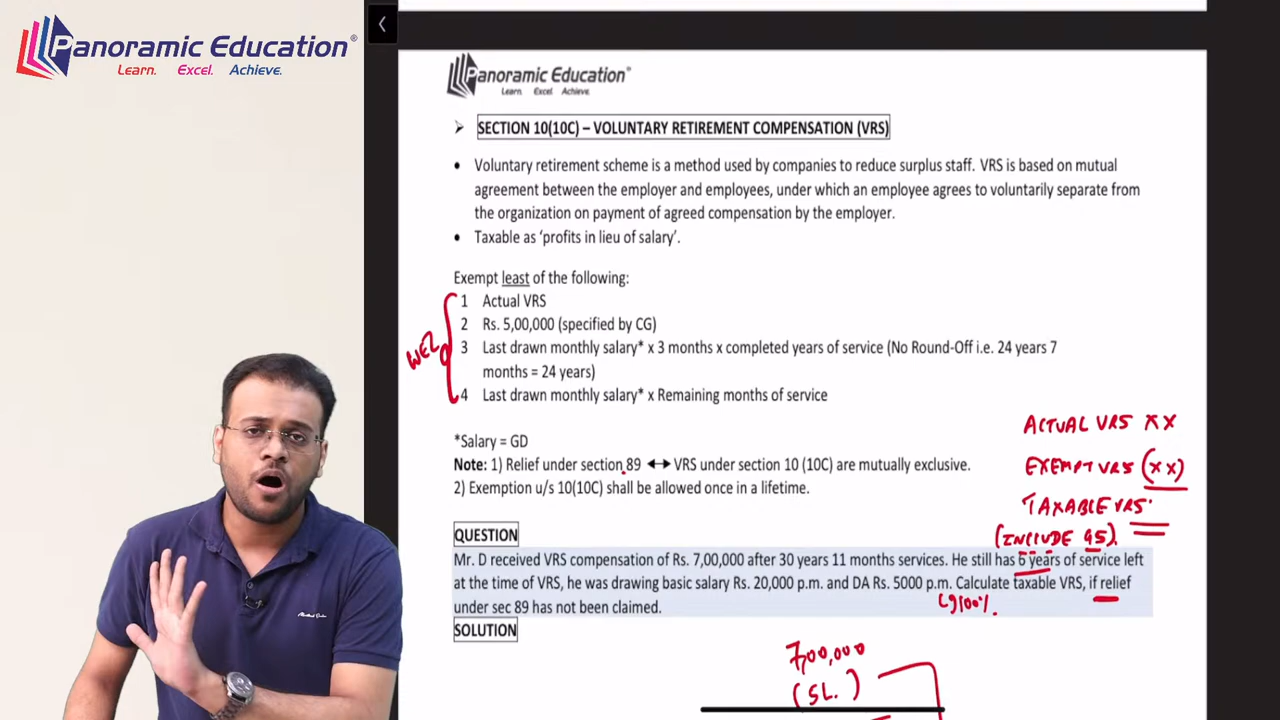 Panoramic Education®
Learn. Excel. Achieve.
Panoramic Education®
Learn. Excel. Achieve.
➢ SECTION 10(10C) – VOLUNTARY RETIREMENT COMPENSATION (VRS)
• Voluntary retirement scheme is a method used by companies to reduce surplus staff. VRS is based on mutual
agreement between the employer and employees, under which an employee agrees to voluntarily separate from
the organization on payment of agreed compensation by the employer.
• Taxable as 'profits in lieu of salary'.
Exempt least of the following:
1 Actual VRS
2 Rs. 5,00,000 (specified by CG)
3 Last drawn monthly salary* x 3 months x completed years of service (No Round-Off i.e. 24 years 7
months = 24 years)
4 Last drawn monthly salary* x Remaining months of service
*Salary = GD
Note: 1) Relief under section 89 ↔ VRS under section 10 (10C) are mutually exclusive.
2) Exemption u/s 10(10C) shall be allowed once in a lifetime.
ACTUAL VRS XX
EXEMPT VRS (XX)
TAXABLE VRS
(INCLUDE GS).
QUESTION
Mr. D received VRS compensation of Rs. 7,00,000 after 30 years 11 months services. He still has 6 years of service left
at the time of VRS, he was drawing basic salary Rs. 20,000 p.m. and DA Rs. 5000 p.m. Calculate taxable VRS, if relief
under sec 89 has not been claimed.
↳100%.
SOLUTION
7,00,000
(5L.)